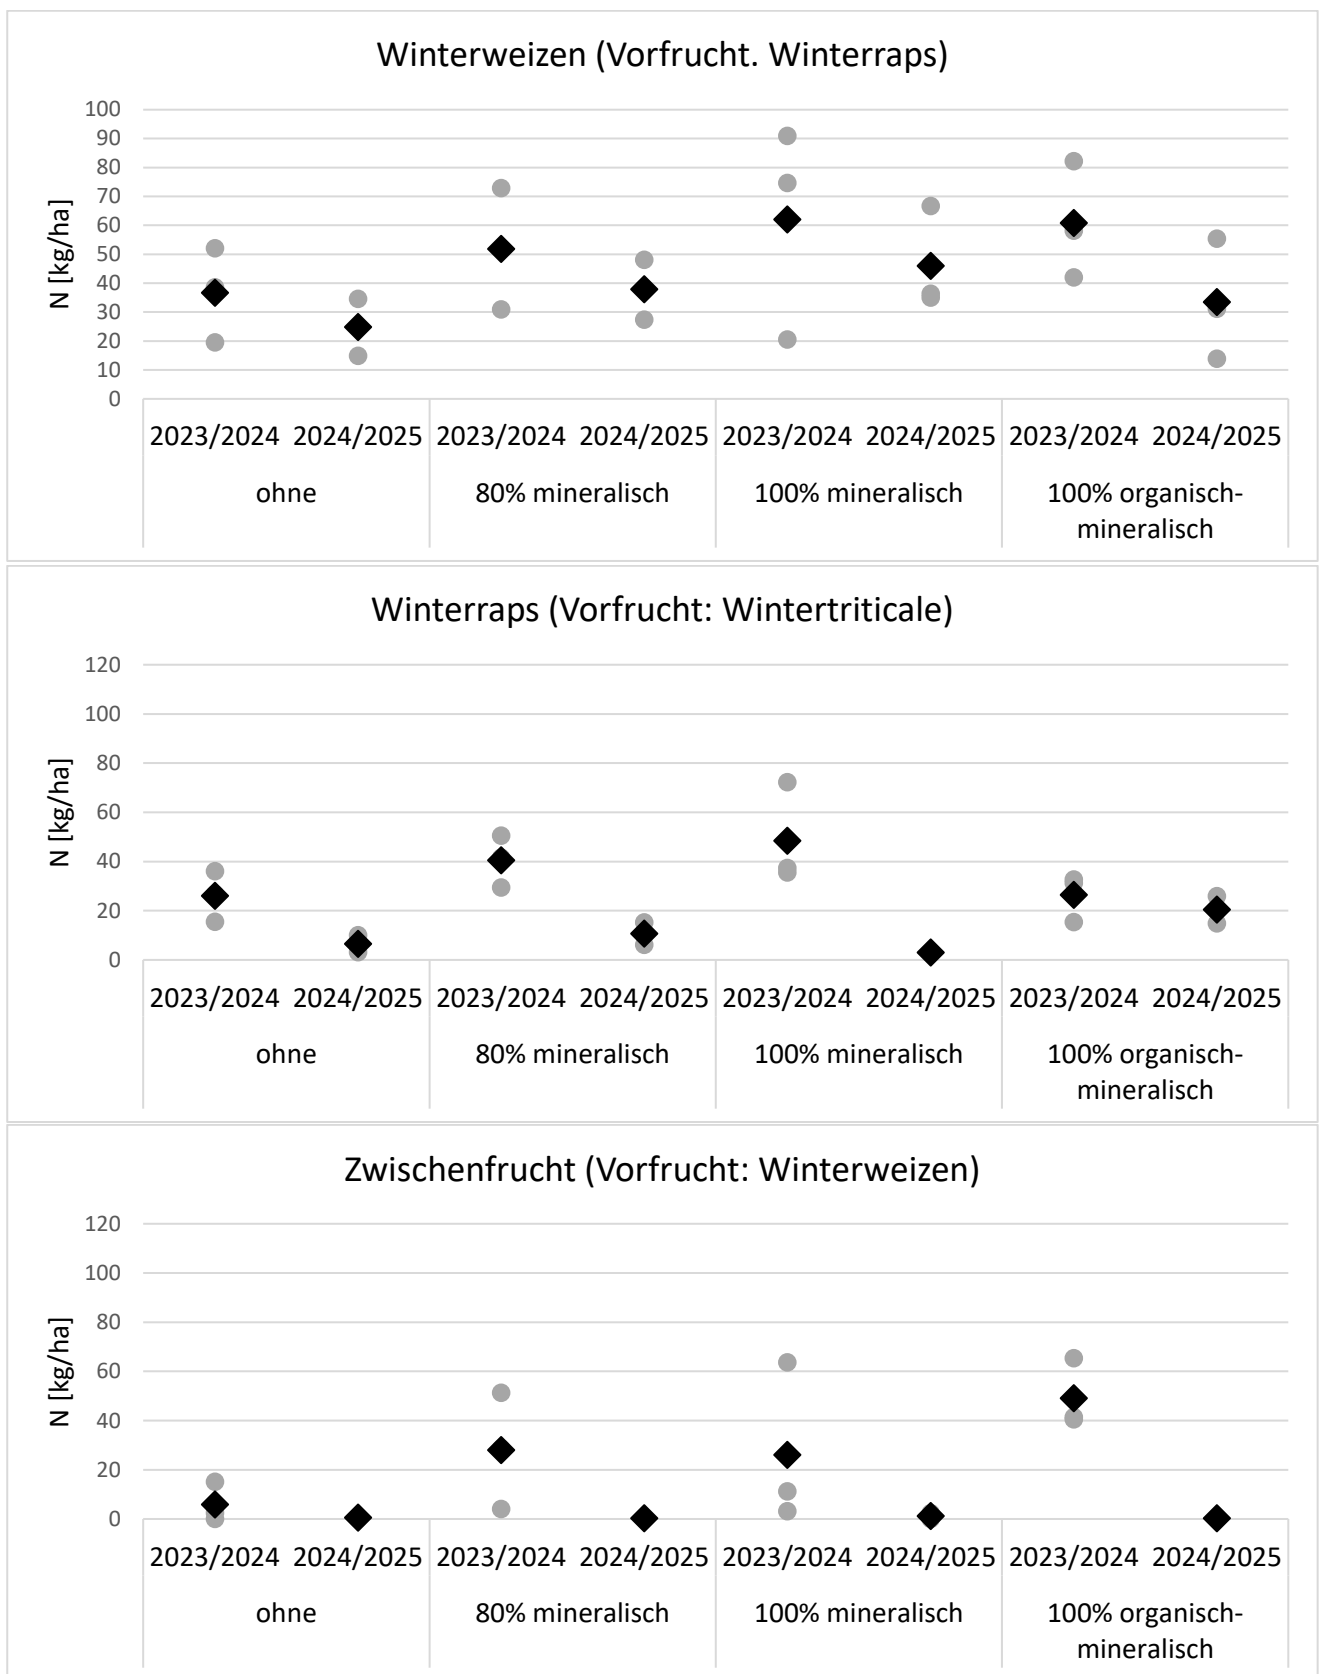 Winterweizen (Vorfrucht. Winterraps)
100
90
80
70
60
50
40
30
20
10
0
N [kg/ha]
2023/2024 2024/2025 2023/2024 2024/2025 2023/2024 2024/2025 2023/2024 2024/2025
ohne 80% mineralisch 100% mineralisch 100% organisch-
mineralisch
Winterraps (Vorfrucht: Wintertriticale)
120
100
80
60
40
20
0
N [kg/ha]
2023/2024 2024/2025 2023/2024 2024/2025 2023/2024 2024/2025 2023/2024 2024/2025
ohne 80% mineralisch 100% mineralisch 100% organisch-
mineralisch
Zwischenfrucht (Vorfrucht: Winterweizen)
120
100
80
60
40
20
0
N [kg/ha]
2023/2024 2024/2025 2023/2024 2024/2025 2023/2024 2024/2025 2023/2024 2024/2025
ohne 80% mineralisch 100% mineralisch 100% organisch-
mineralisch